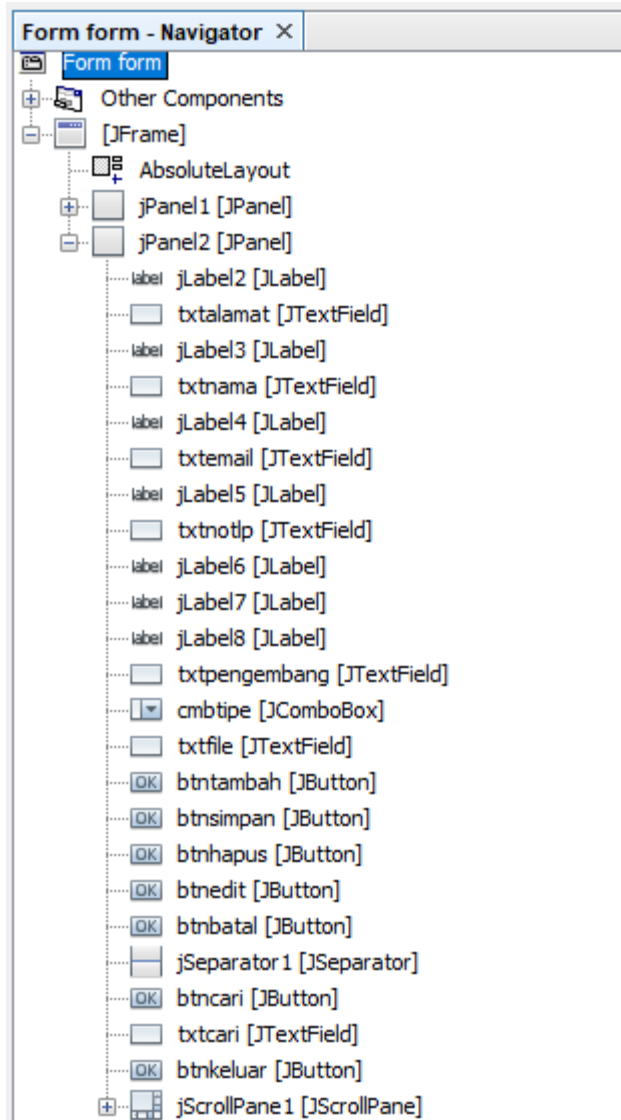 Form form - Navigator ×
Form form
Other Components
[JFrame]
AbsoluteLayout
jPanel1 [JPanel]
jPanel2 [JPanel]
label jLabel2 [JLabel]
txtalamat [JTextField]
label jLabel3 [JLabel]
txtnama [JTextField]
label jLabel4 [JLabel]
txtemail [JTextField]
label jLabel5 [JLabel]
txtnotlp [JTextField]
label jLabel6 [JLabel]
label jLabel7 [JLabel]
label jLabel8 [JLabel]
txtpengembang [JTextField]
cmbtipe [JComboBox]
txtfile [JTextField]
OK btntambah [JButton]
OK btnsimpan [JButton]
OK btnhapus [JButton]
OK btnedit [JButton]
OK btnbatal [JButton]
jSeparator1 [JSeparator]
OK btncari [JButton]
txtcari [JTextField]
OK btnkeluar [JButton]
jScrollPane1 [JScrollPane]